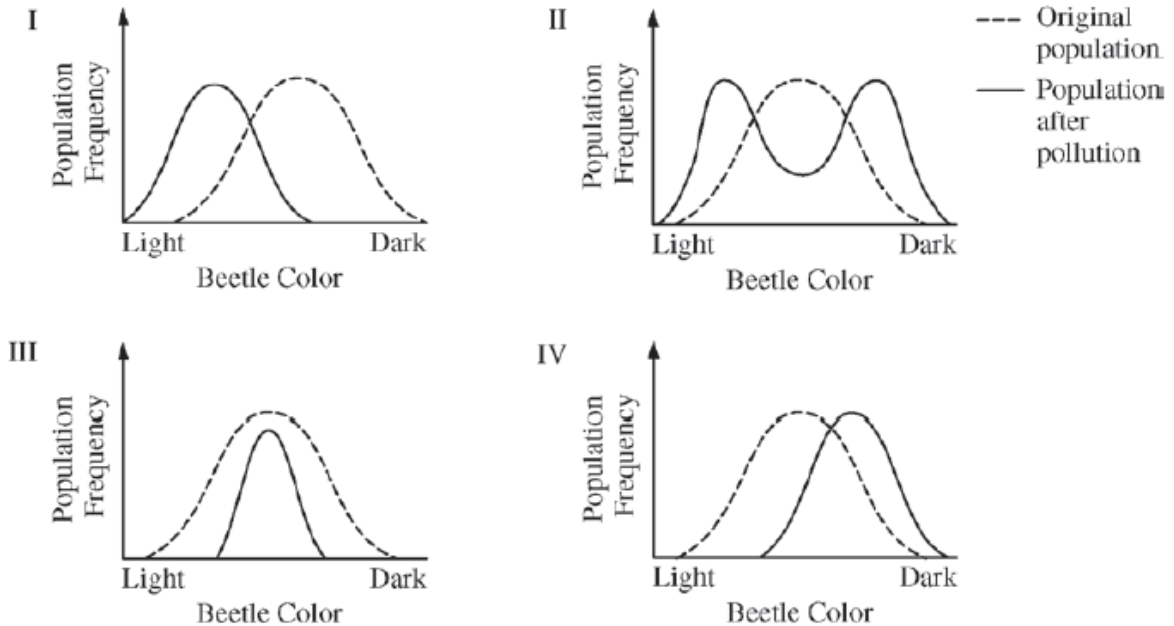 I
Population
Frequency
Light
Dark
Beetle Color
II
Population
Frequency
Light
Dark
Beetle Color
Original
population
Population
after
pollution
III
Population
Frequency
Light
Dark
Beetle Color
IV
Population
Frequency
Light
Dark
Beetle Color